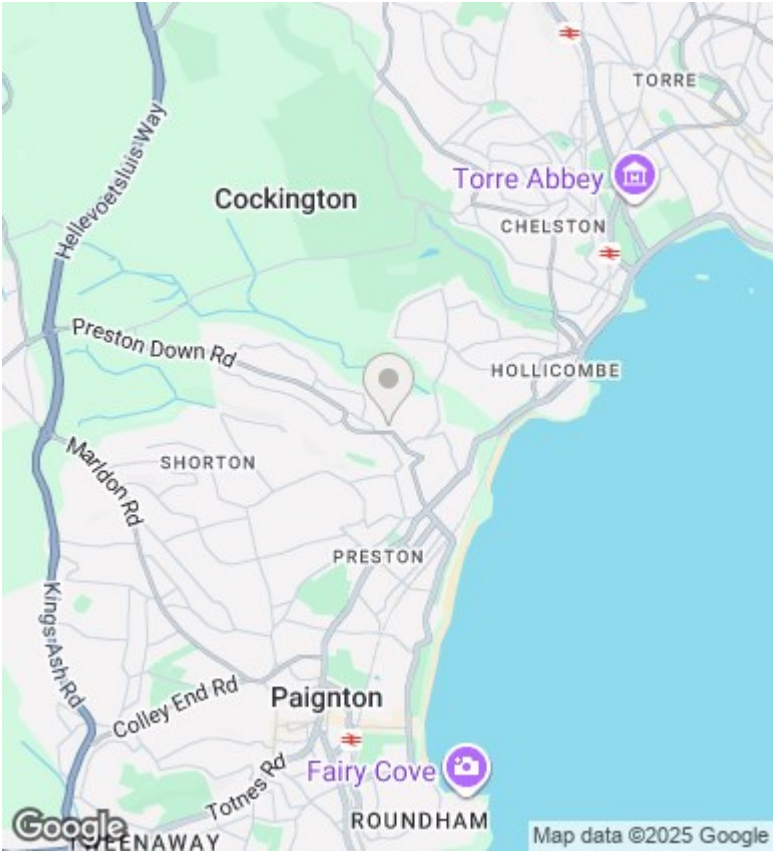 TORRE
Torre Abbey
Cockington
CHELSTON
Hellevoetsluis Way
Preston Down Rd
HOLLICOMBE
SHORTON
Marldon Rd
PRESTON
Kings Ash Rd
Paignton
Colley End Rd
Fairy Cove
Totnes Rd
ROUNDHAM
Google
TWEENAWAY
Map data ©2025 Google